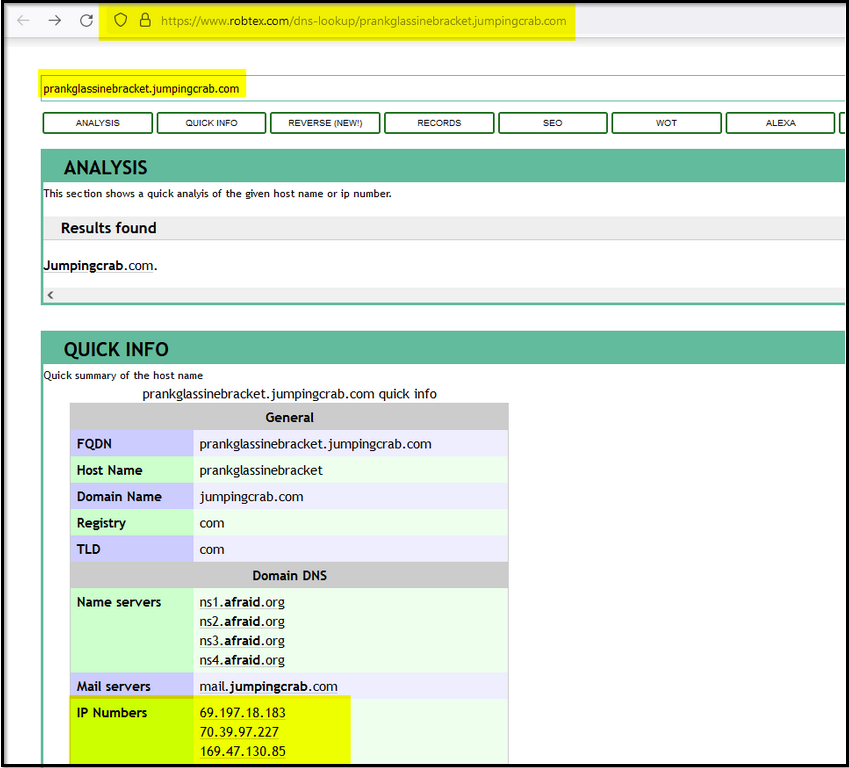 https://www.robtex.com/dns-lookup/prankglassinebracket.jumpingcrab.com
prankglassinebracket.jumpingcrab.com
ANALYSIS QUICK INFO REVERSE (NEW!) RECORDS SEO WOT ALEXA
ANALYSIS
This section shows a quick analyis of the given host name or ip number.
Results found
Jumpingcrab.com.
QUICK INFO
Quick summary of the host name
prankglassinebracket.jumpingcrab.com quick info
General
FQDN prankglassinebracket.jumpingcrab.com
Host Name prankglassinebracket
Domain Name jumpingcrab.com
Registry com
TLD com
Domain DNS
Name servers ns1.afraid.org
ns2.afraid.org
ns3.afraid.org
ns4.afraid.org
Mail servers mail.jumpingcrab.com
IP Numbers 69.197.18.183
70.39.97.227
169.47.130.85